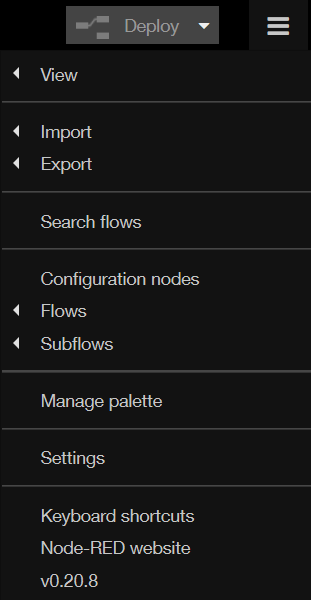 Deploy
View
Import
Export
Search flows
Configuration nodes
Flows
Subflows
Manage palette
Settings
Keyboard shortcuts
Node-RED website
v0.20.8